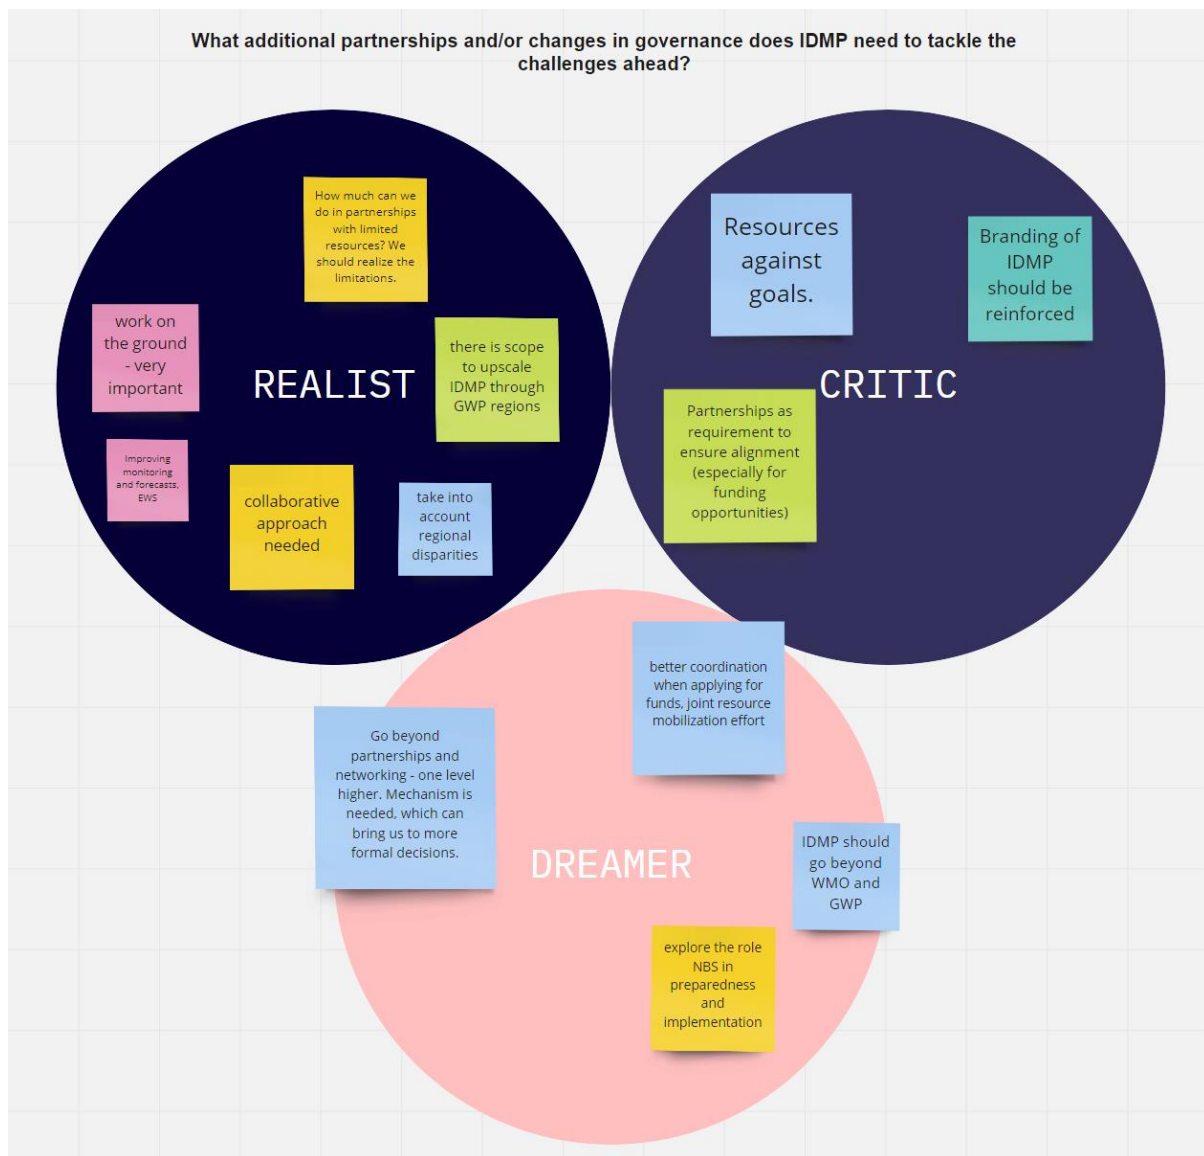 What additional partnerships and/or changes in governance does IDMP need to tackle the
challenges ahead?
How much can we
do in partnerships
with limited
resources? We
should realize the
limitations.
work on
the ground
- very
important
there is scope
to upscale
IDMP through
GWP regions
REALIST
Improving
monitoring
and forecasts,
EWS
collaborative
approach
needed
take into
account
regional
disparities
Resources
against
goals.
Branding of
IDMP
should be
reinforced
CRITIC
Partnerships as
requirement to
ensure alignment
(especially for
funding
opportunities)
better coordination
when applying for
funds, joint resource
mobilization effort
Go beyond
partnerships and
networking - one level
higher. Mechanism is
needed, which can
bring us to more
formal decisions.
DREAMER
IDMP should
go beyond
WMO and
GWP
explore the role
NBS in
preparedness
and
implementation